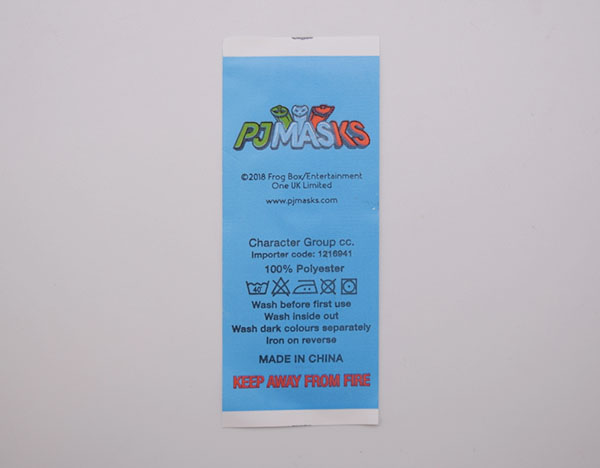 PJMASKS
©2018 Frog Box/Entertainment
One UK Limited
www.pjmasks.com
Character Group cc.
Importer code: 1216941
100% Polyester
40
Wash before first use
Wash inside out
Wash dark colours separately
Iron on reverse
MADE IN CHINA
KEEP AWAY FROM FIRE